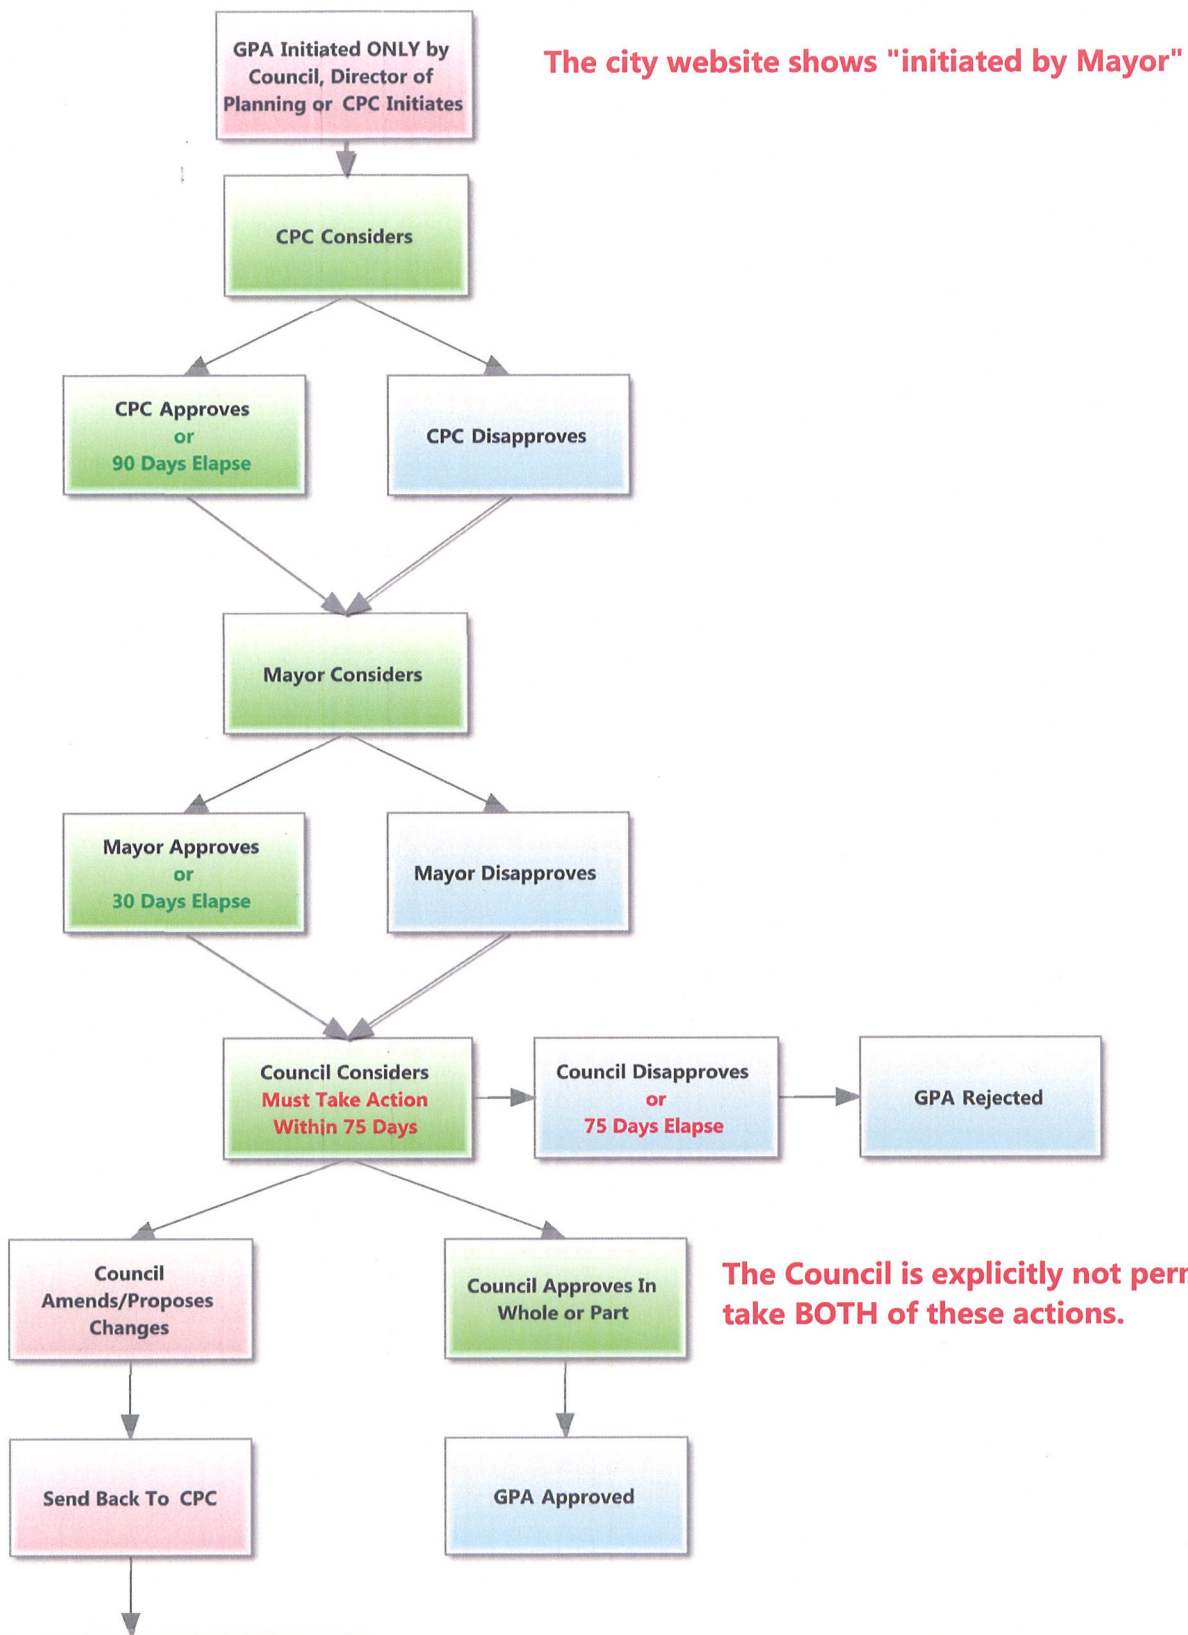 GPA Initiated ONLY by
Council, Director of
Planning or CPC Initiates
The city website shows "initiated by Mayor"
CPC Considers
CPC Approves
or
90 Days Elapse
CPC Disapproves
Mayor Considers
Mayor Approves
or
30 Days Elapse
Mayor Disapproves
Council Considers
Must Take Action
Within 75 Days
Council Disapproves
or
75 Days Elapse
GPA Rejected
Council
Amends/Proposes
Changes
Council Approves In
Whole or Part
The Council is explicitly not
take BOTH of these actions.
Send Back To CPC
GPA Approved